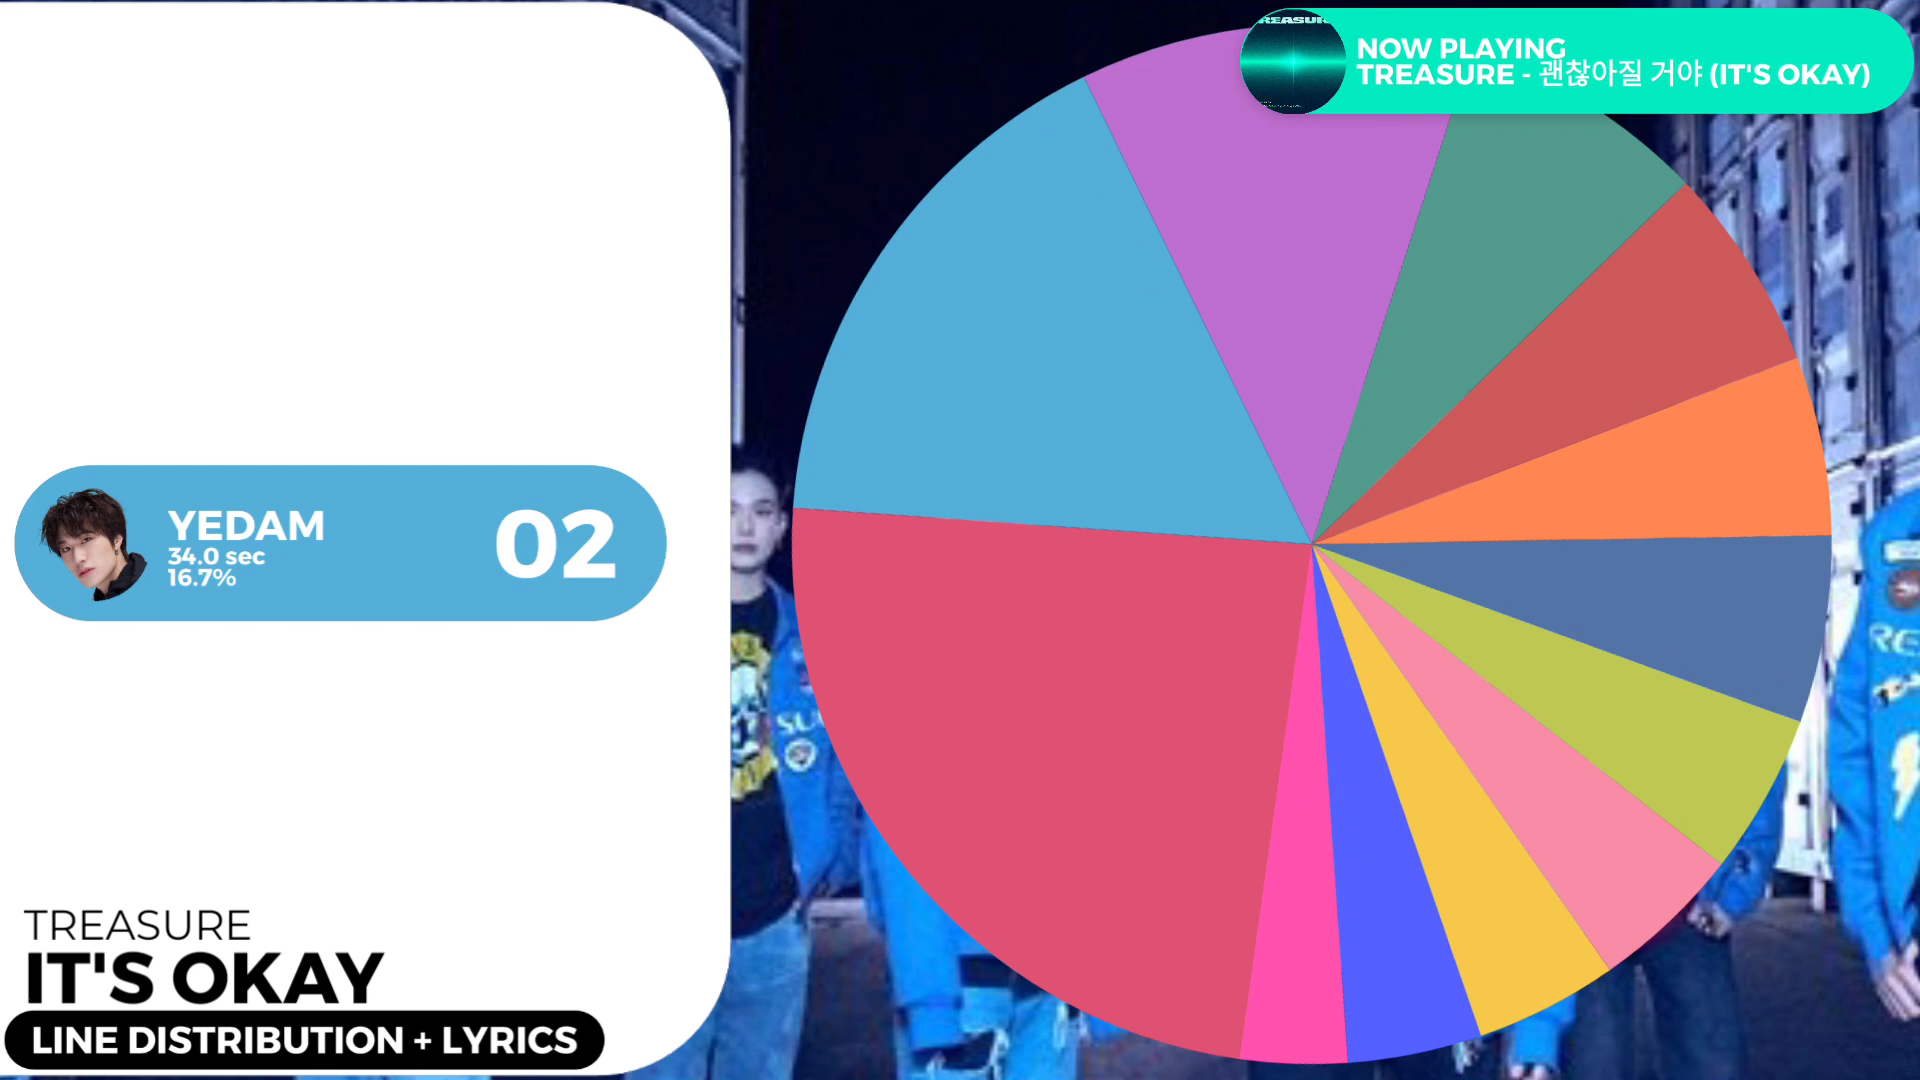 TREASURE
NOW PLAYING
TREASURE - 괜찮아질 거야 (IT'S OKAY)
YEDAM
34.0 sec
16.7%
02
TREASURE
IT'S OKAY
LINE DISTRIBUTION + LYRICS